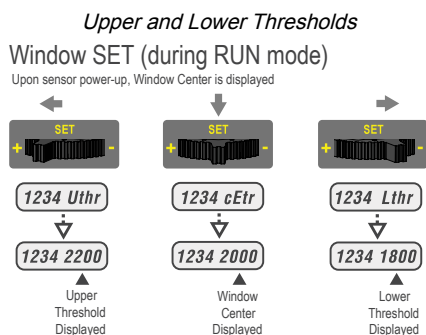 Upper and Lower Thresholds
Window SET (during RUN mode)
Upon sensor power-up, Window Center is displayed
SET
+ -
SET
+ -
SET
+ -
1234 Uthr
1234 cEtr
1234 Lthr
1234 2200
1234 2000
1234 1800
Upper
Threshold
Displayed
Window
Center
Displayed
Lower
Threshold
Displayed